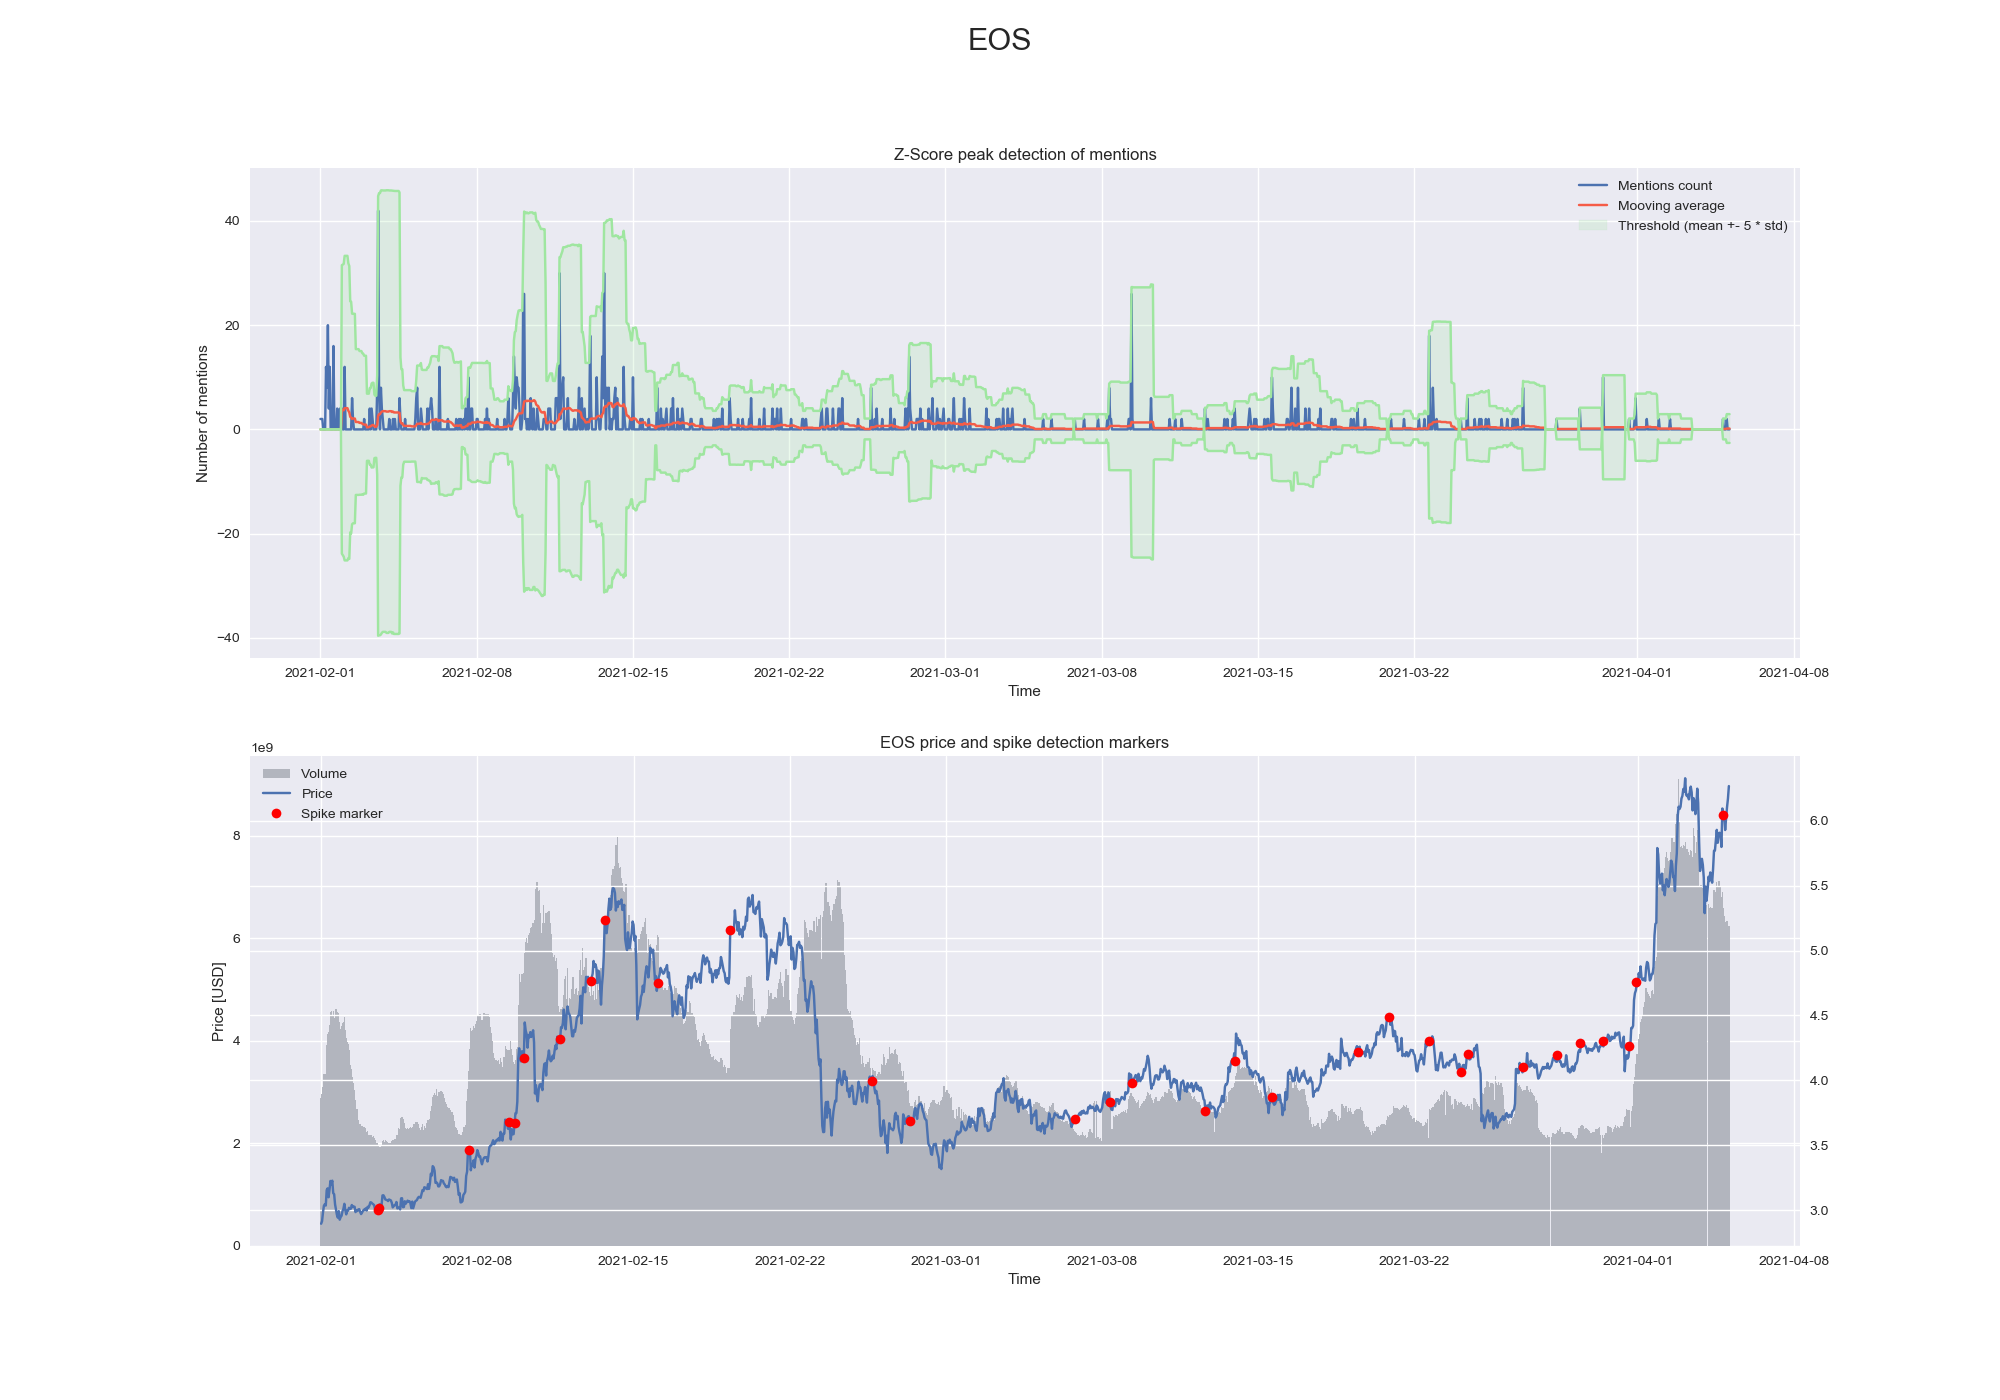 EOS
Z-Score peak detection of mentions
Mentions count
Mooving average
Threshold (mean +- 5 * std)
40
20
0
−20
−40
Number of mentions
2021-02-01 2021-02-08 2021-02-15 2021-02-22 2021-03-01 2021-03-08 2021-03-15 2021-03-22 2021-04-01 2021-04-08
Time
EOS price and spike detection markers
1e9
Volume
Price
Spike marker
8
6
4
2
0
Price [USD]
6.0
5.5
5.0
4.5
4.0
3.5
3.0
2021-02-01 2021-02-08 2021-02-15 2021-02-22 2021-03-01 2021-03-08 2021-03-15 2021-03-22 2021-04-01 2021-04-08
Time